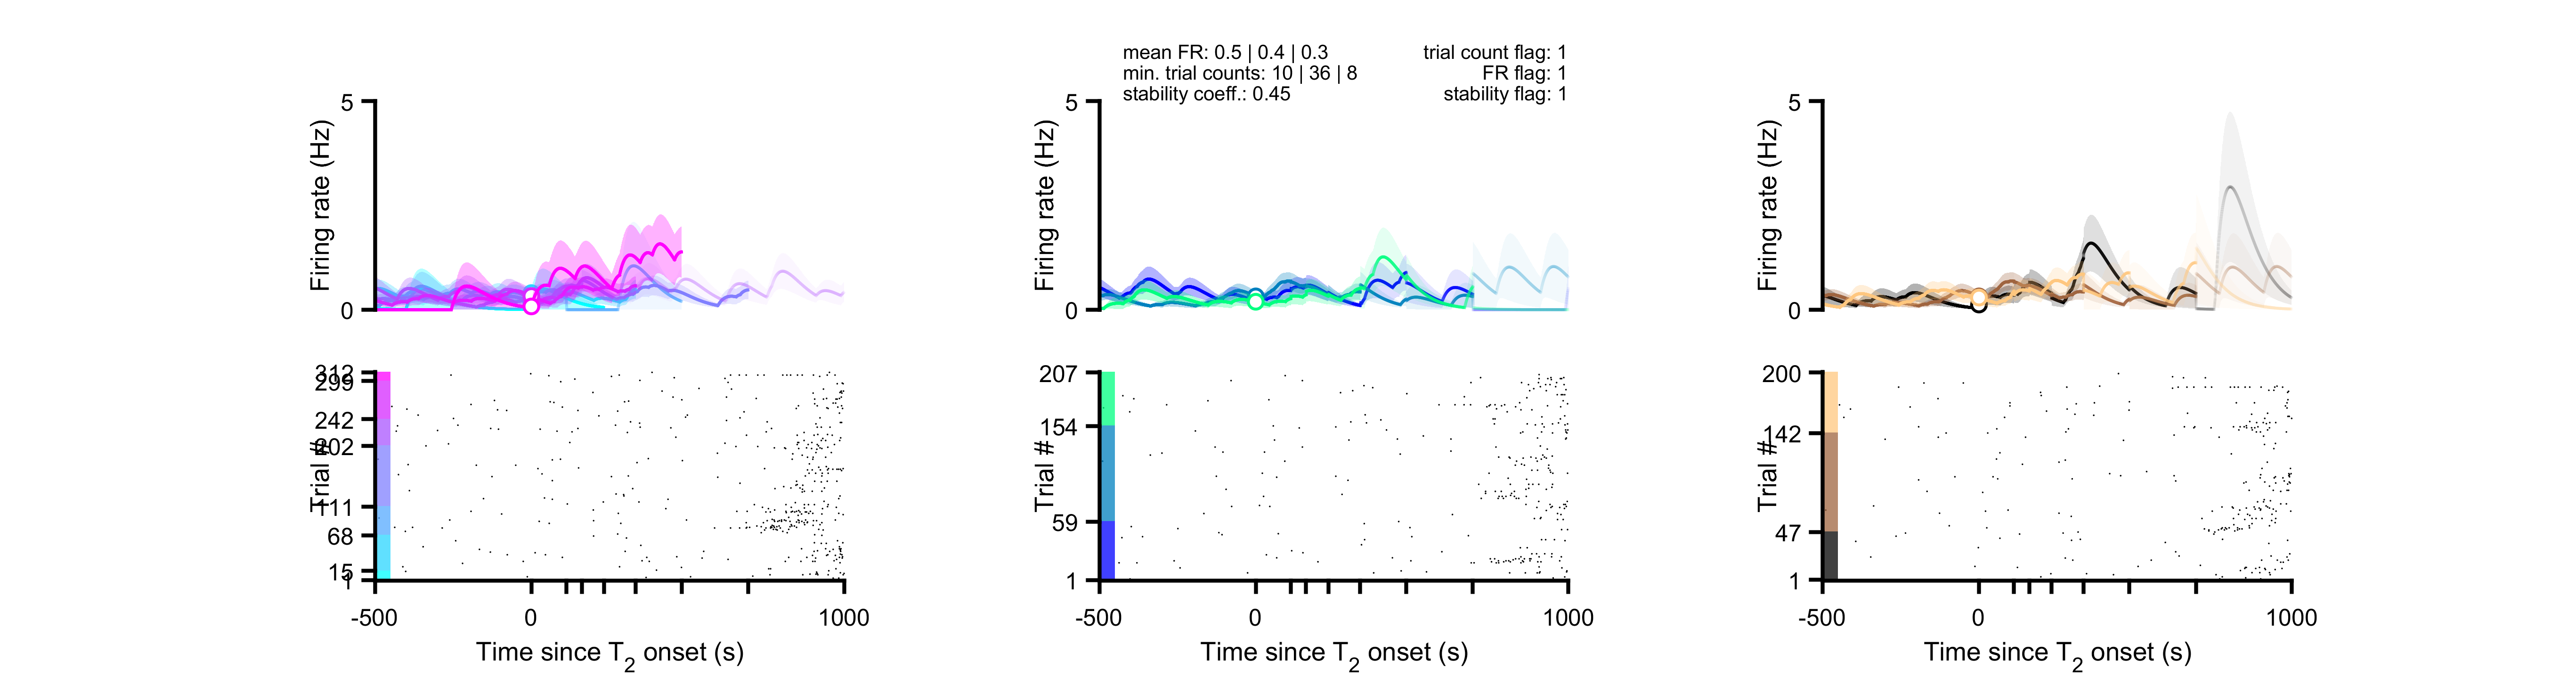 mean FR: 0.5 | 0.4 | 0.3
min. trial counts: 10 | 36 | 8
stability coeff.: 0.45
trial count flag: 1
FR flag: 1
stability flag: 1
5
0
Firing rate (Hz)
5
0
Firing rate (Hz)
5
0
Firing rate (Hz)
312
299
242
202
111
68
15
1
Trial #
-500
0
1000
Time since T2 onset (s)
207
154
59
1
Trial #
-500
0
1000
Time since T2 onset (s)
200
142
47
1
Trial #
-500
0
1000
Time since T2 onset (s)